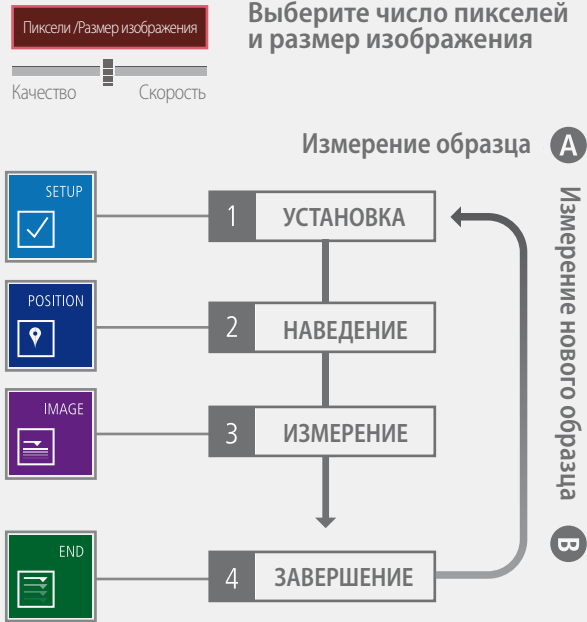 Пиксели /Размер изображения
Выберите число пикселей
и размер изображения
Качество
Скорость
Измерение образца
A
SETUP
1
УСТАНОВКА
POSITION
2
НАВЕДЕНИЕ
IMAGE
3
ИЗМЕРЕНИЕ
END
4
ЗАВЕРШЕНИЕ
Измерение нового образца
B